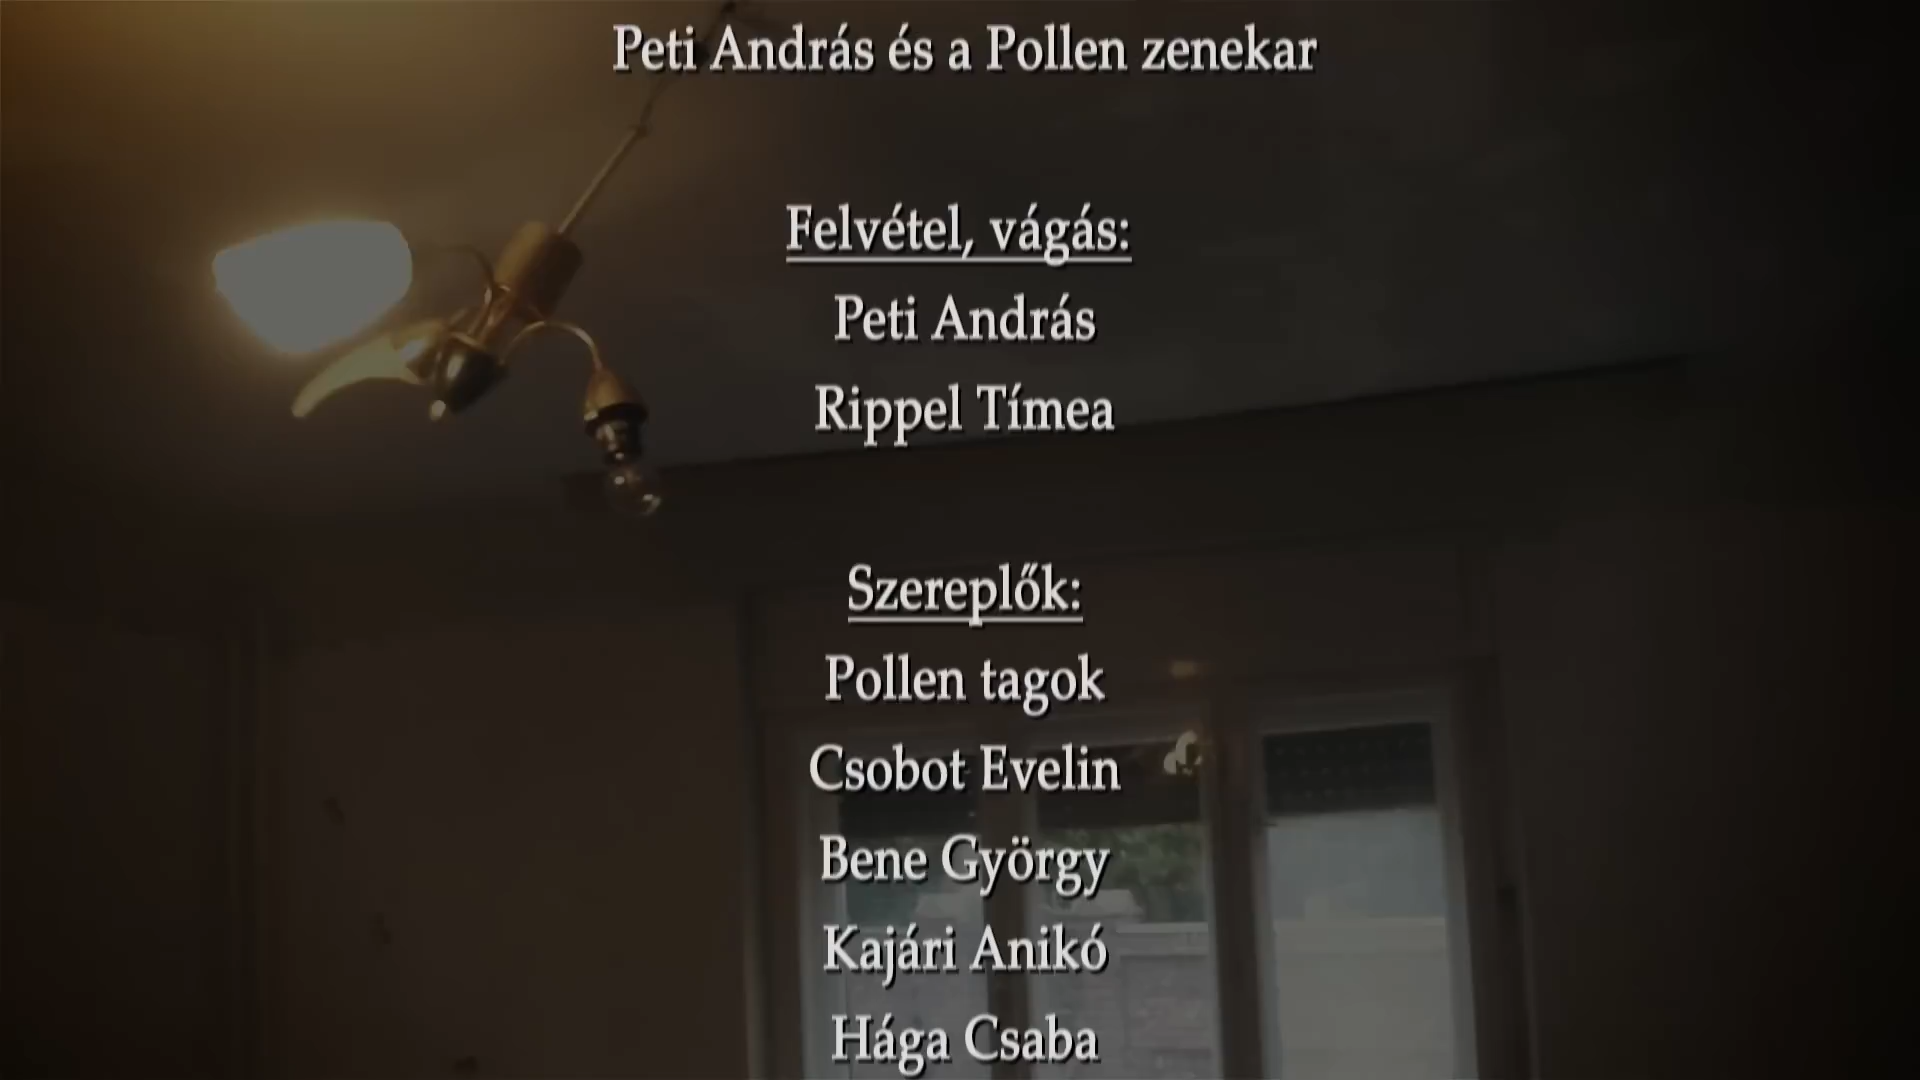 Peti András és a Pollen zenekar
Felvétel, vágás:
Peti András
Rippel Tímea
Szereplők:
Pollen tagok
Csobot Evelin
Bene György
Kajári Anikó
Hága Csaba